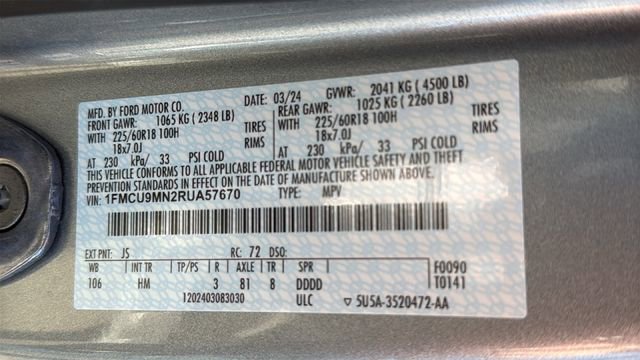 MFD. BY FORD MOTOR CO. DATE: 03/24 GVWR: 2041 KG ( 4500 LB)
FRONT GAWR: 1065 KG ( 2348 LB) REAR GAWR: 1025 KG ( 2260 LB)
WITH 225/60R18 100H TIRES WITH 225/60R18 100H TIRES
18x7.0J RIMS 18x7.0J RIMS
AT 230 kPa/ 33 PSI COLD AT 230 kPa/ 33 PSI COLD
THIS VEHICLE CONFORMS TO ALL APPLICABLE FEDERAL MOTOR VEHICLE SAFETY AND THEFT
PREVENTION STANDARDS IN EFFECT ON THE DATE OF MANUFACTURE SHOWN ABOVE.
VIN: 1FMCU9MN2RUA57670 TYPE: MPV
EXT PNT: JS RC: 72 DSO:
WB INT TR TP/PS R AXLE TR SPR F0090
106 HM 3 81 8 DDDD T0141
1202403083030 ULC 5U5A-3520472-AA